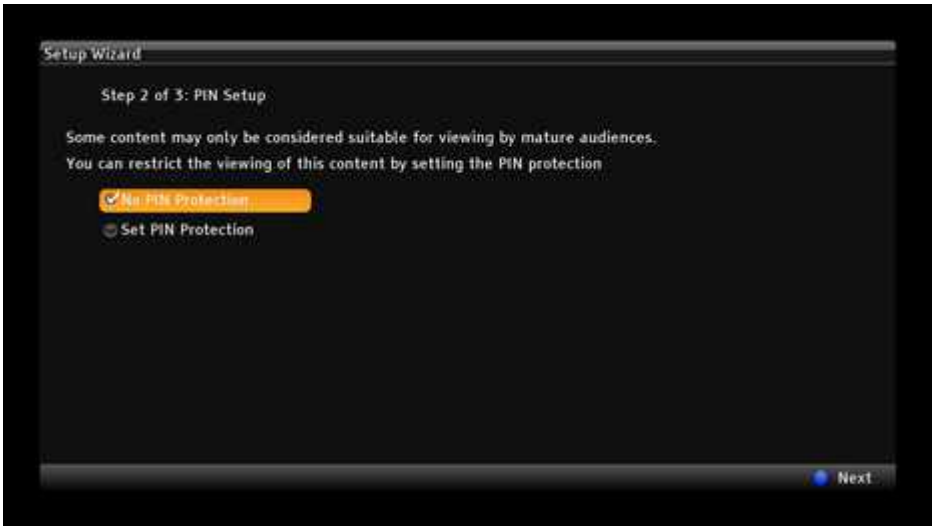 Setup Wizard
Step 2 of 3: PIN Setup
Some content may only be considered suitable for viewing by mature audiences.
You can restrict the viewing of this content by setting the PIN protection
No PIN Protection
Set PIN Protection
Next